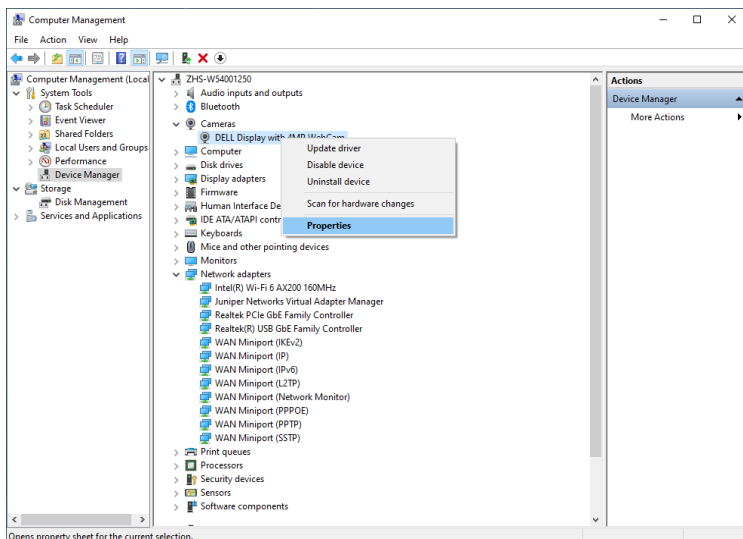 Computer Management
File Action View Help
Computer Management (Local
System Tools
Task Scheduler
Event Viewer
Shared Folders
Local Users and Groups
Performance
Device Manager
Storage
Disk Management
Services and Applications
ZHS-W54001250
Audio inputs and outputs
Bluetooth
Cameras
DELL Display with 4MP WebCam
Computer
Disk drives
Display adapters
Firmware
Human Interface De
IDE ATA/ATAPI contr
Keyboards
Mice and other pointing devices
Monitors
Network adapters
Intel(R) Wi-Fi 6 AX200 160MHz
Juniper Networks Virtual Adapter Manager
Realtek PCIe GbE Family Controller
Realtek(R) USB GbE Family Controller
WAN Miniport (IKEv2)
WAN Miniport (IP)
WAN Miniport (IPv6)
WAN Miniport (L2TP)
WAN Miniport (Network Monitor)
WAN Miniport (PPPOE)
WAN Miniport (PPTP)
WAN Miniport (SSTP)
Print queues
Processors
Security devices
Sensors
Software components
Update driver
Disable device
Uninstall device
Scan for hardware changes
Properties
Actions
Device Manager
More Actions
Opens property sheet for the current selection.